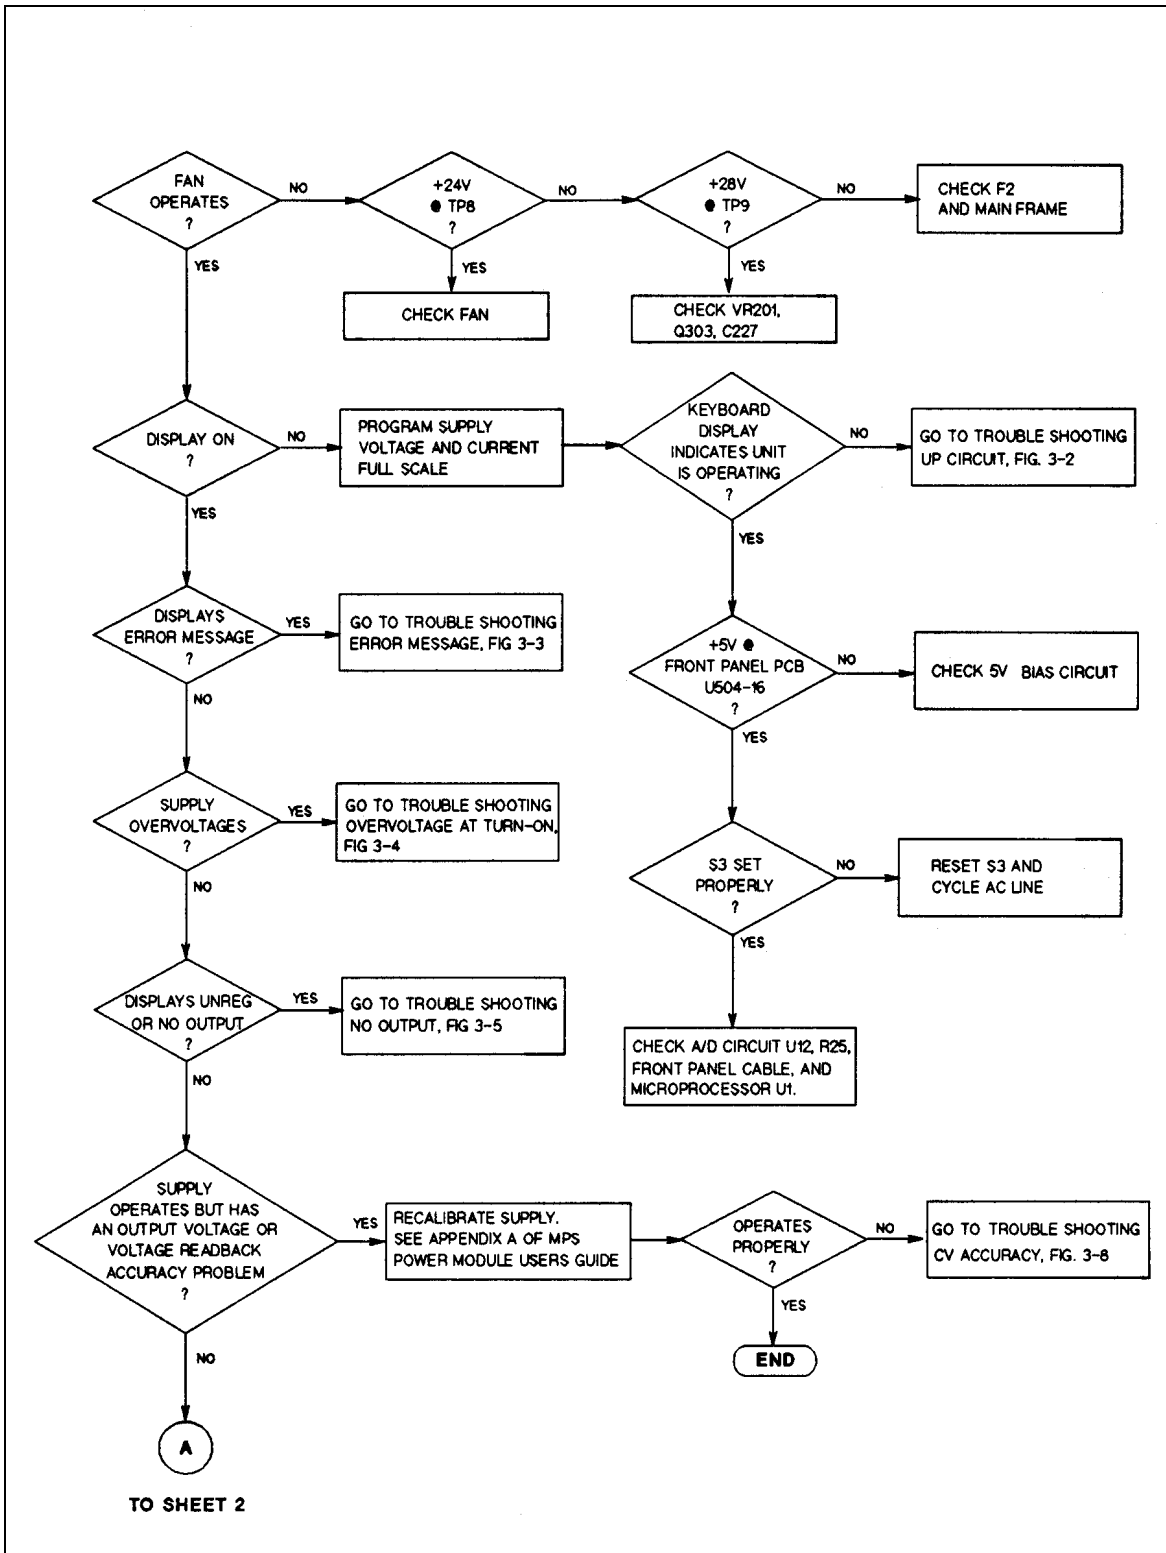 FAN
OPERATES
?
NO
+24V
● TP8
?
NO
+28V
● TP9
?
NO
CHECK F2
AND MAIN FRAME
YES
YES
YES
CHECK FAN
CHECK VR201,
Q303, C227
DISPLAY ON
?
NO
PROGRAM SUPPLY
VOLTAGE AND CURRENT
FULL SCALE
KEYBOARD
DISPLAY
INDICATES UNIT
IS OPERATING
?
NO
GO TO TROUBLE SHOOTING
UP CIRCUIT, FIG. 3-2
YES
YES
DISPLAYS
ERROR MESSAGE
?
YES
GO TO TROUBLE SHOOTING
ERROR MESSAGE, FIG 3-3
+5V ●
FRONT PANEL PCB
U504-16
?
NO
CHECK 5V BIAS CIRCUIT
NO
YES
SUPPLY
OVERVOLTAGES
?
YES
GO TO TROUBLE SHOOTING
OVERVOLTAGE AT TURN-ON,
FIG 3-4
S3 SET
PROPERLY
?
NO
RESET S3 AND
CYCLE AC LINE
NO
YES
DISPLAYS UNREG
OR NO OUTPUT
?
YES
GO TO TROUBLE SHOOTING
NO OUTPUT, FIG 3-5
CHECK A/D CIRCUIT U12, R25,
FRONT PANEL CABLE, AND
MICROPROCESSOR U1.
NO
SUPPLY
OPERATES BUT HAS
AN OUTPUT VOLTAGE OR
VOLTAGE READBACK
ACCURACY PROBLEM
?
YES
RECALIBRATE SUPPLY.
SEE APPENDIX A OF MPS
POWER MODULE USERS GUIDE
OPERATES
PROPERLY
?
NO
GO TO TROUBLE SHOOTING
CV ACCURACY, FIG. 3-8
YES
END
NO
A
TO SHEET 2